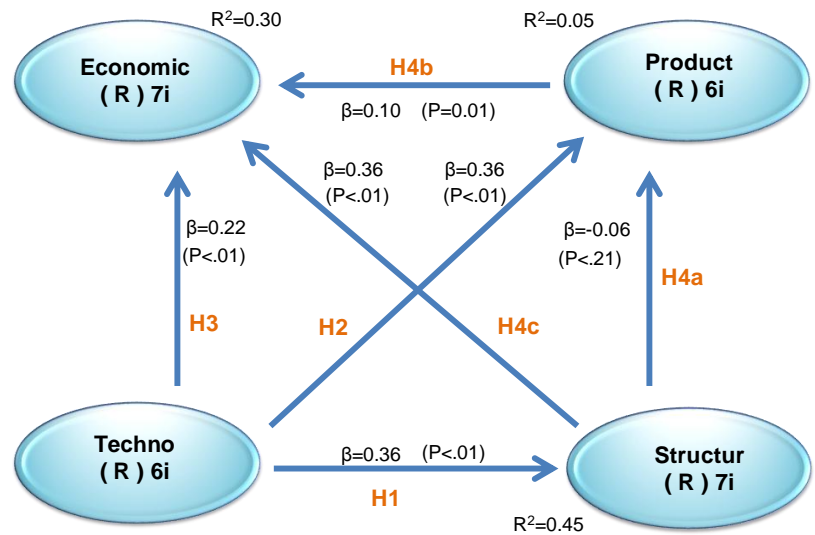 R²=0.30
R²=0.05
Economic
( R ) 7i
H4b
Product
( R ) 6i
β=0.10 (P=0.01)
β=0.36
(P<.01)
β=0.36
(P<.01)
β=0.22
(P<.01)
β=-0.06
(P<.21)
H4a
H3
H2
H4c
Techno
( R ) 6i
β=0.36 (P<.01)
H1
Structur
( R ) 7i
R²=0.45